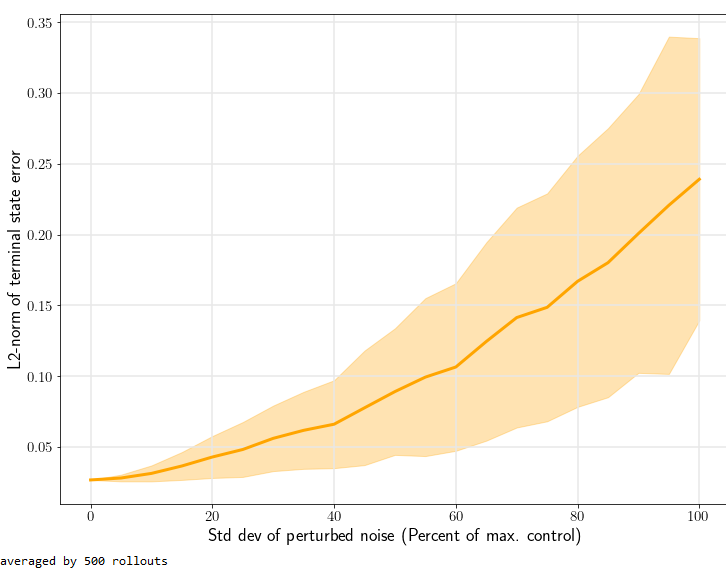 0.35
0.30
0.25
0.20
0.15
0.10
0.05
L2-norm of terminal state error
0 20 40 60 80 100
Std dev of perturbed noise (Percent of max. control)
averaged by 500 rollouts